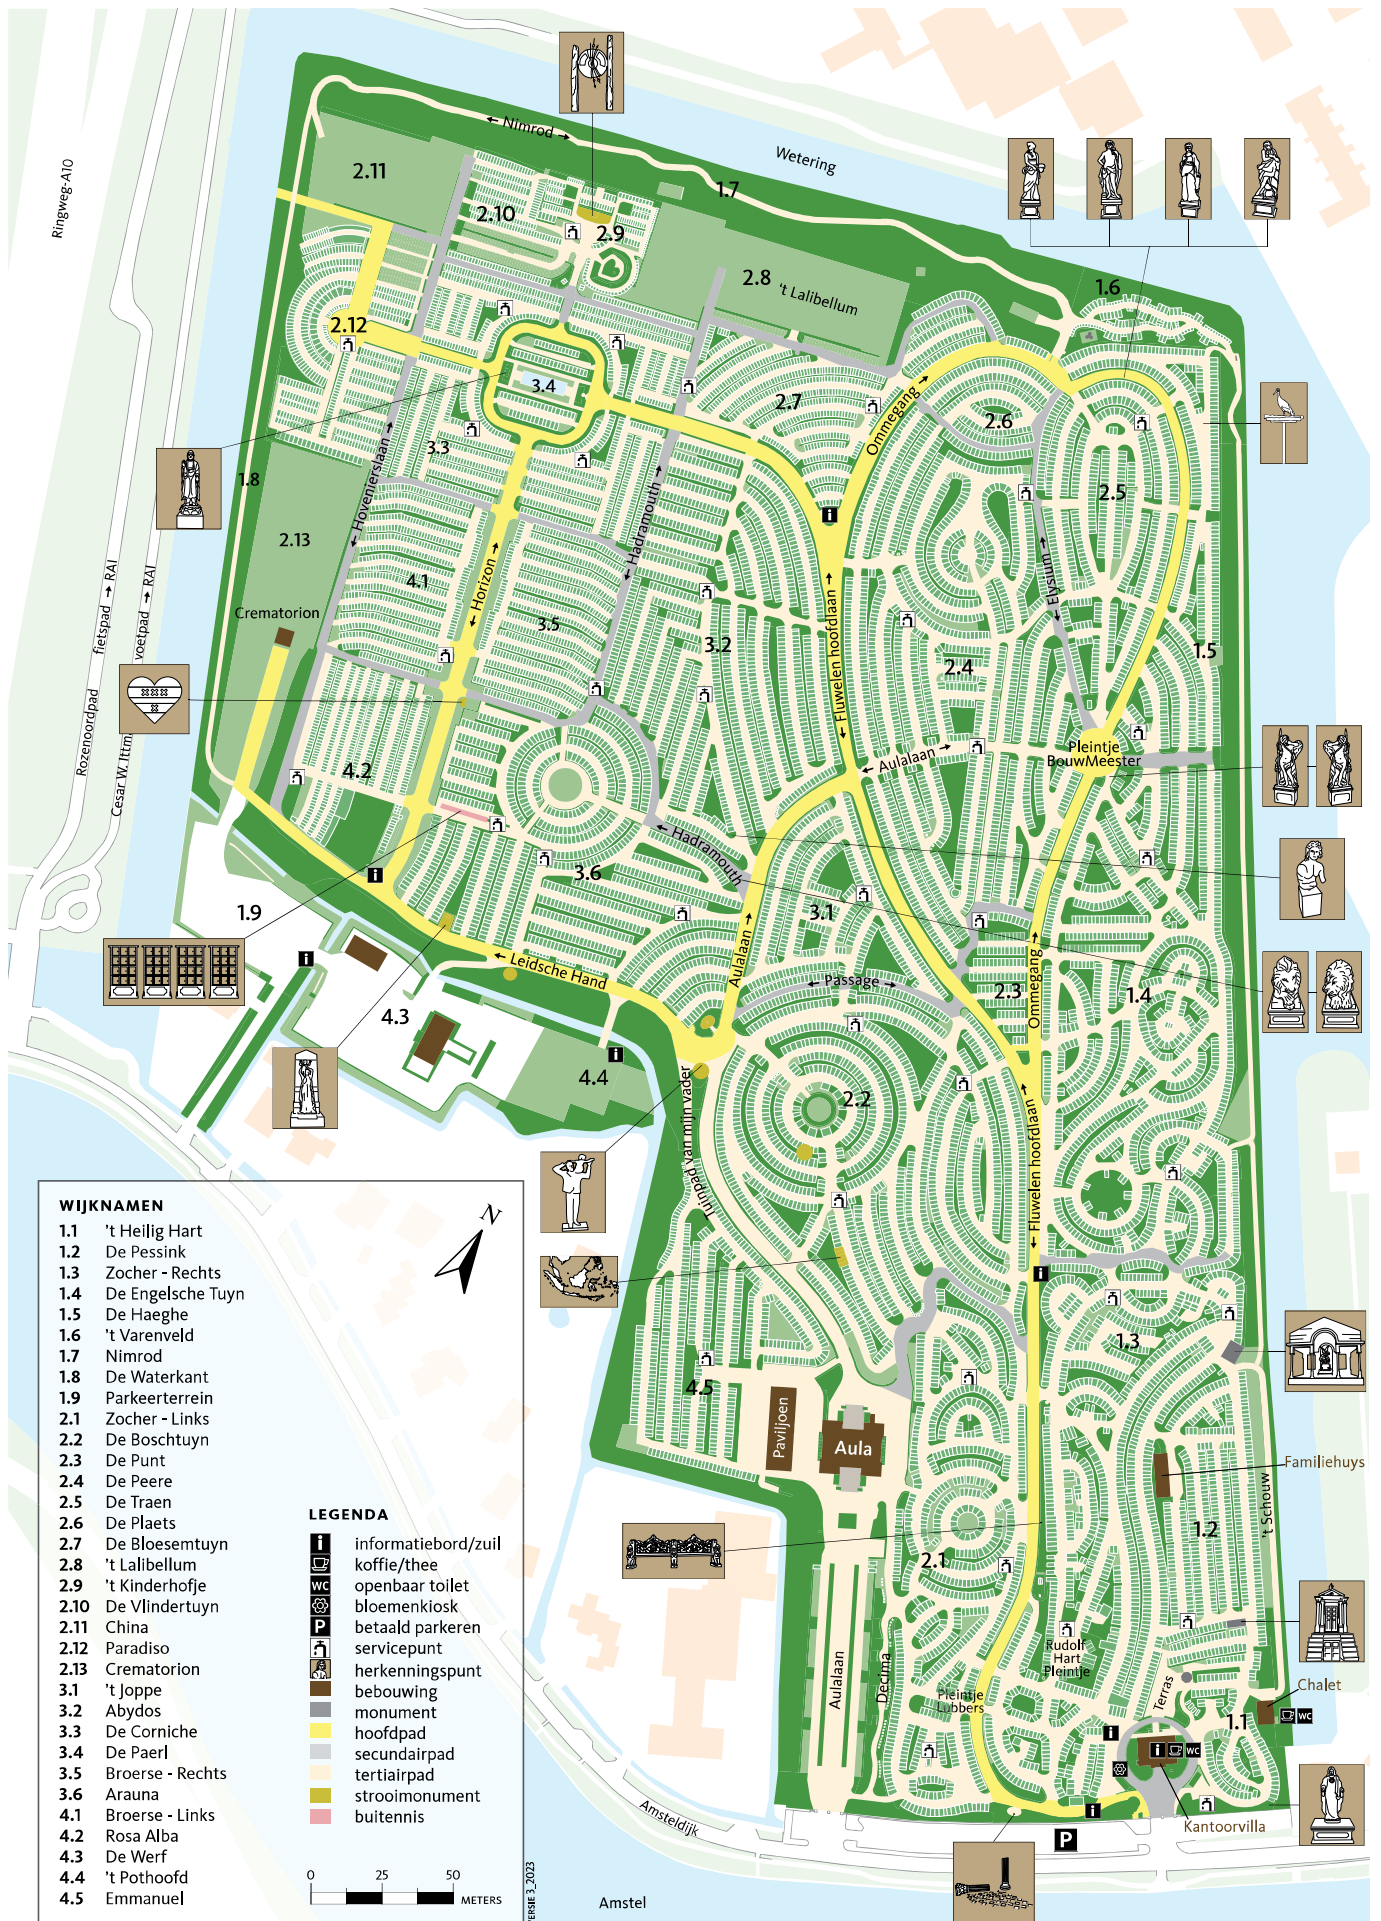 Nimrod
Wetering
Ringweg-A10
2.11
1.7
2.10
2.9
2.8
't Lalibellum
1.6
2.12
3.4
2.7
Ommegang
2.6
3.3
Hovenierslaan
1.8
2.5
2.13
Hadramouth
Horizon
4.1
Elysium
fietspad → RAI
voetpad → RAI
Crematorion
3.5
Fluwelen hoofdlaan
3.2
1.5
2.4
Rozenoordpad
Cesar W. Ittm
Aulalaan
Pleintje
BouwMeester
4.2
Hadramouth
3.6
3.1
1.9
Aulalaan
Leidsche Hand
Passage
2.3
Ommegang
1.4
4.3
4.4
2.2
Tuinpad van mijn vader
Fluwelen hoofdlaan
1.3
4.5
Paviljoen
Aula
Familiehuys
't Schouw
1.2
2.1
Aulalaan
Decima
Rudolf
Hart
Pleintje
Pleintje
Lubbers
Terras
Chalet
WC
1.1
WC
Kantoorvilla
P
Amsteldijk
Amstel
N
WIJKNAMEN
1.1 't Heilig Hart
1.2 De Pessink
1.3 Zocher - Rechts
1.4 De Engelsche Tuyn
1.5 De Haeghe
1.6 't Varenveld
1.7 Nimrod
1.8 De Waterkant
1.9 Parkeerterrein
2.1 Zocher - Links
2.2 De Boschtuyn
2.3 De Punt
2.4 De Peere
2.5 De Traen
2.6 De Plaets
2.7 De Bloesemtuyn
2.8 't Lalibellum
2.9 't Kinderhofje
2.10 De Vlindertuyn
2.11 China
2.12 Paradiso
2.13 Crematorion
3.1 't Joppe
3.2 Abydos
3.3 De Corniche
3.4 De Paerl
3.5 Broerse - Rechts
3.6 Arauna
4.1 Broerse - Links
4.2 Rosa Alba
4.3 De Werf
4.4 't Pothoofd
4.5 Emmanuel
LEGENDA
i informatiebord/zuil
koffie/thee
WC openbaar toilet
bloemenkiosk
P betaald parkeren
servicepunt
herkenningspunt
bebouwing
monument
hoofdpad
secundairpad
tertiairpad
strooimonument
buitennis
0 25 50
METERS